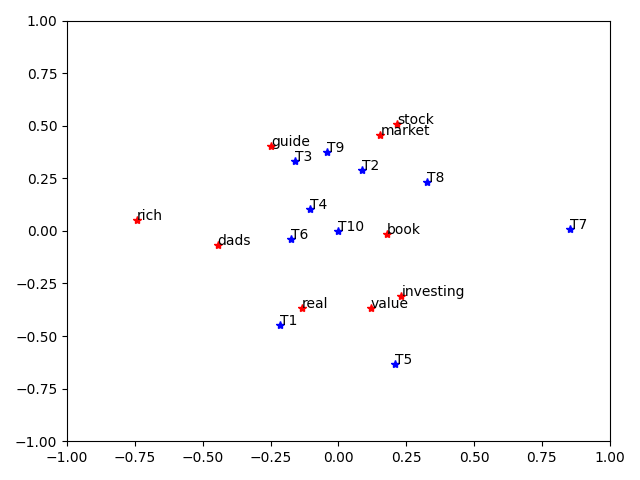 1.00
0.75
0.50
0.25
0.00
−0.25
−0.50
−0.75
−1.00
stock
market
guide
T9
T3
T2
T8
T4
rich
T10
book
T7
T6
dads
investing
real
value
T1
T5
−1.00 −0.75 −0.50 −0.25 0.00 0.25 0.50 0.75 1.00